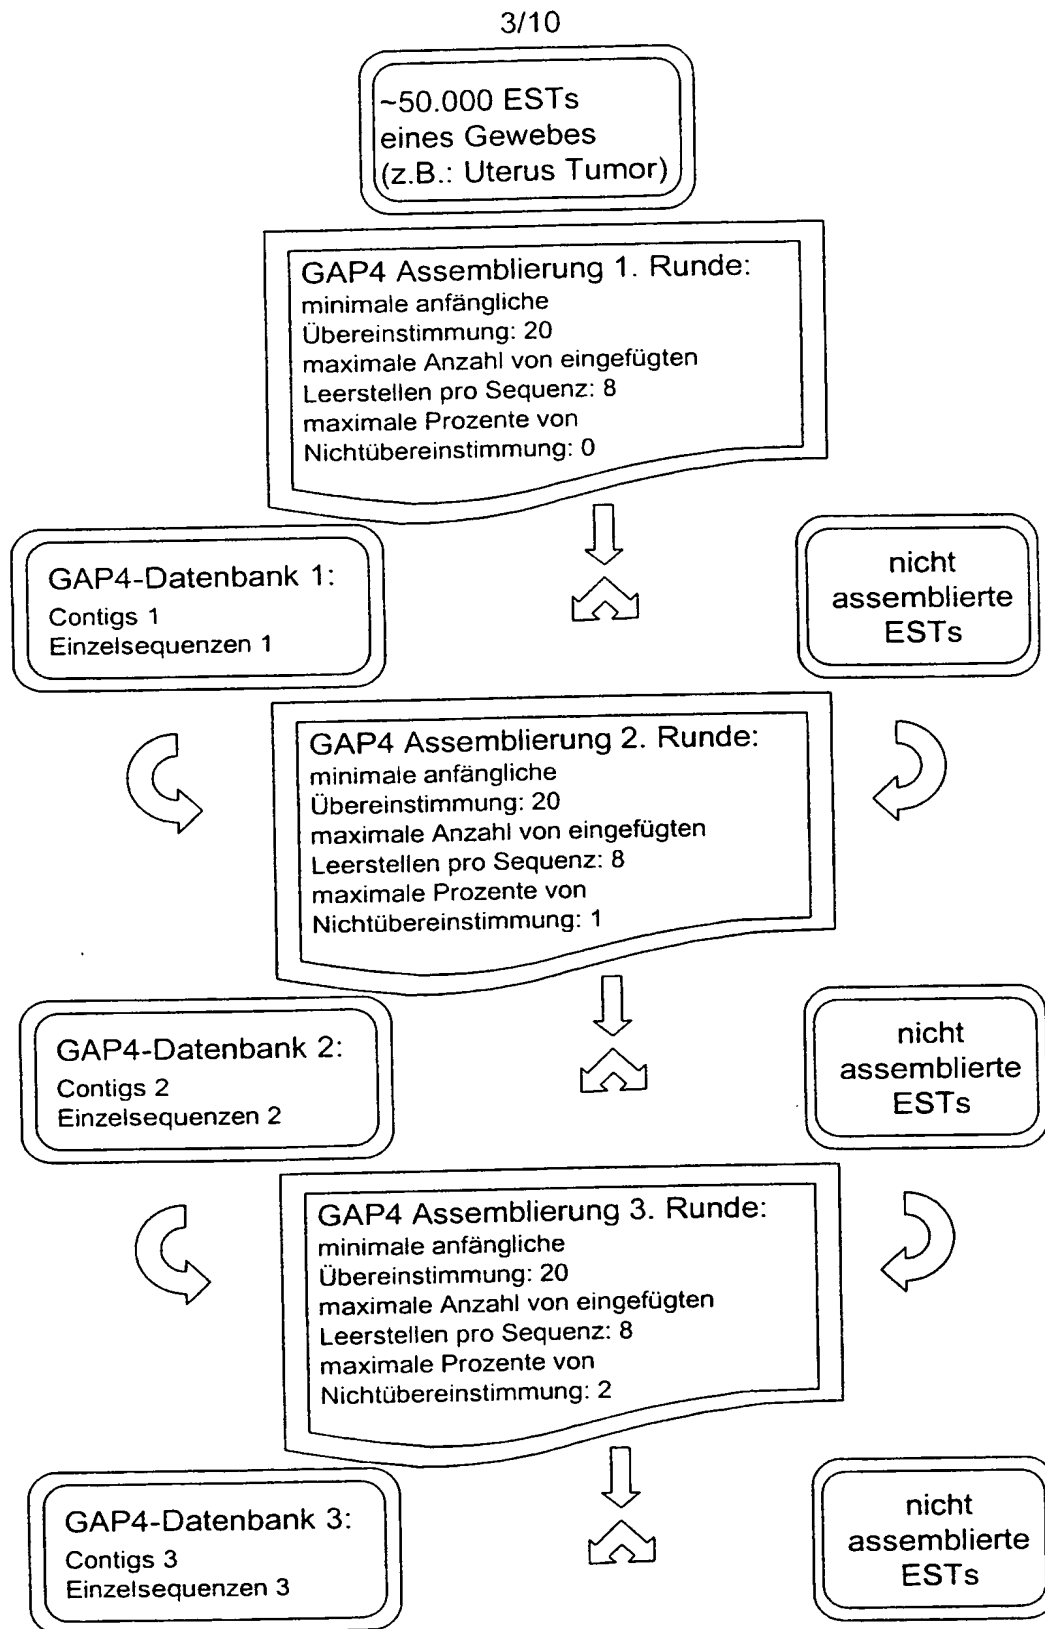 3/10
~50.000 ESTs
eines Gewebes
(z.B.: Uterus Tumor)
GAP4 Assemblierung 1. Runde:
minimale anfängliche
Übereinstimmung: 20
maximale Anzahl von eingefügten
Leerstellen pro Sequenz: 8
maximale Prozente von
Nichtübereinstimmung: 0
GAP4-Datenbank 1:
Contigs 1
Einzelsequenzen 1
nicht
assemblierte
ESTs
GAP4 Assemblierung 2. Runde:
minimale anfängliche
Übereinstimmung: 20
maximale Anzahl von eingefügten
Leerstellen pro Sequenz: 8
maximale Prozente von
Nichtübereinstimmung: 1
GAP4-Datenbank 2:
Contigs 2
Einzelsequenzen 2
nicht
assemblierte
ESTs
GAP4 Assemblierung 3. Runde:
minimale anfängliche
Übereinstimmung: 20
maximale Anzahl von eingefügten
Leerstellen pro Sequenz: 8
maximale Prozente von
Nichtübereinstimmung: 2
GAP4-Datenbank 3:
Contigs 3
Einzelsequenzen 3
nicht
assemblierte
ESTs